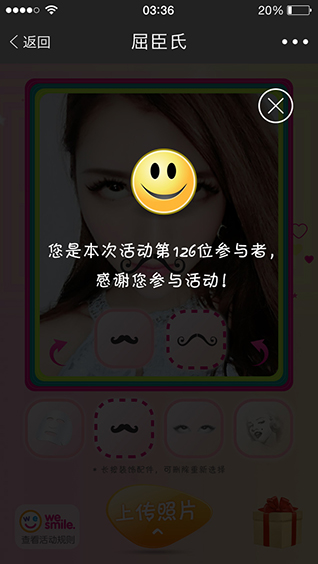 03:36
20%
返回
屈臣氏
您是本次活动第126位参与者，
感谢您参与活动！
上传照片
we
smile.
查看活动规则